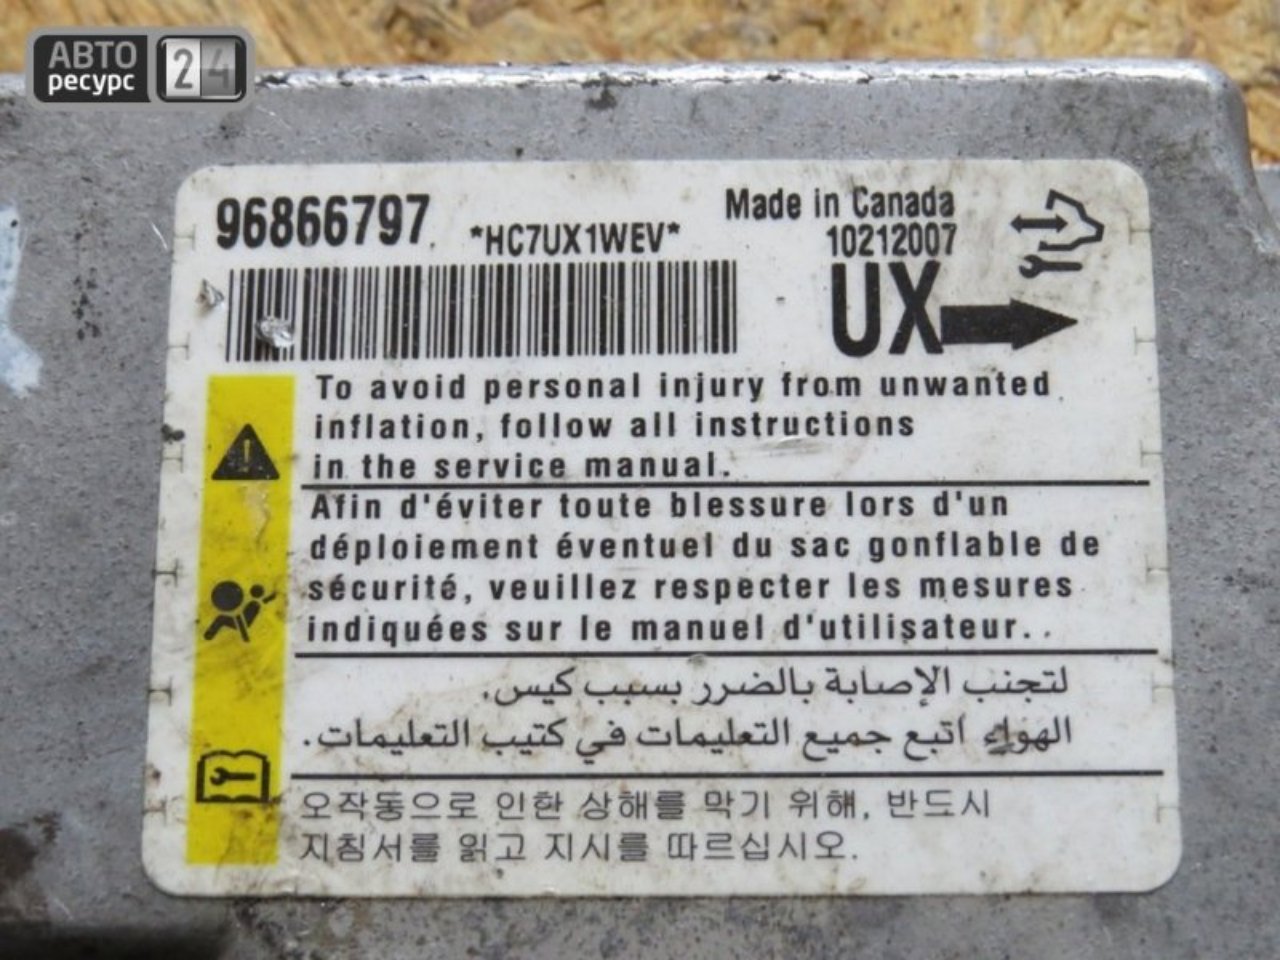 АВТО
ресурс 24
96866797
*HC7UX1WEV*
Made in Canada
10212007
UX
To avoid personal injury from unwanted
inflation, follow all instructions
in the service manual.
Afin d'éviter toute blessure lors d'un
déploiement éventuel du sac gonflable de
sécurité, veuillez respecter les mesures
indiquées sur le manuel d'utilisateur.
لتجنب الإصابة بالضرر بسبب كيس.
الهواء اتبع جميع التعليمات في كتيب التعليمات.
오작동으로 인한 상해를 막기 위해, 반드시
지침서를 읽고 지시를 따르십시오.